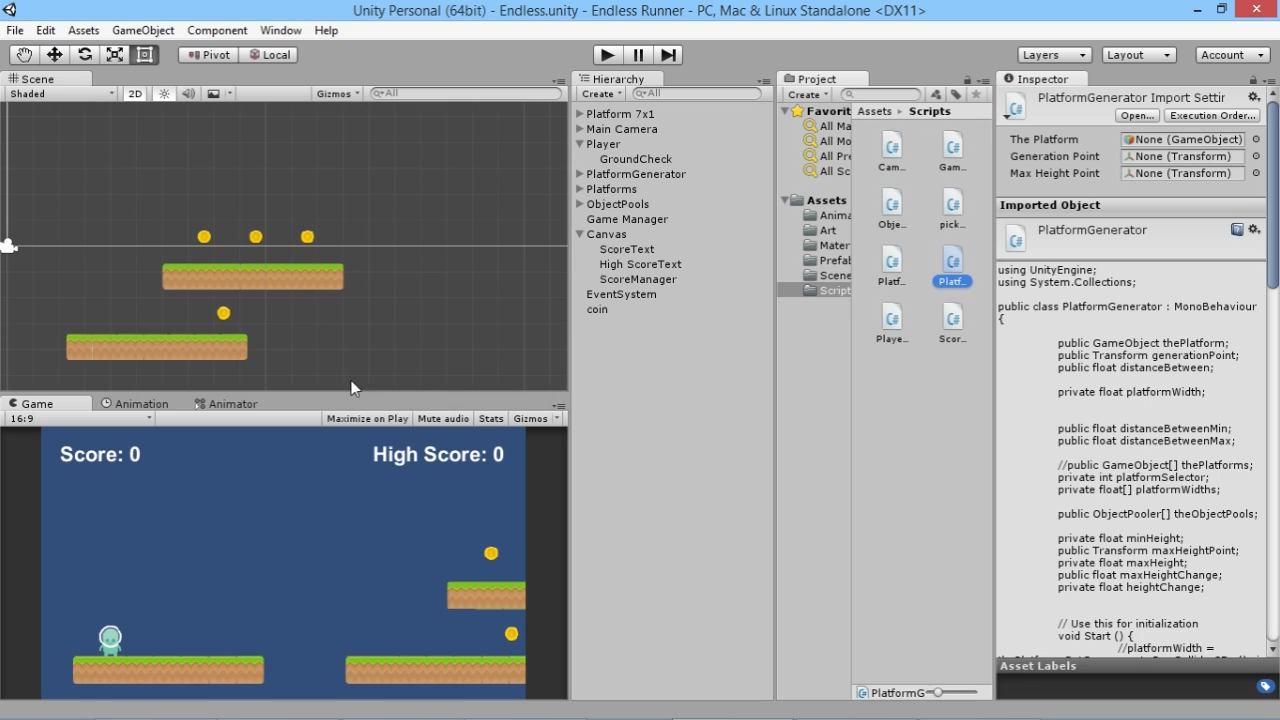 Unity Personal (64bit) - Endless.unity - Endless Runner - PC, Mac & Linux Standalone <DX11>
File Edit Assets GameObject Component Window Help
Pivot Local Layers Layout Account
Scene
Shaded 2D Gizmos All
Hierarchy
Create All
Platform 7x1
Main Camera
Player
GroundCheck
PlatformGenerator
Platforms
ObjectPools
Game Manager
Canvas
ScoreText
High ScoreText
ScoreManager
EventSystem
coin
Project
Create
Favorit
All Ma
All Mo
All Pre
All Sc
Assets
Anima
Art
Mater
Prefab
Scene
Script
Assets Scripts
Cam... Gam...
Obje... pick...
Platf... Platf...
Playe... Scor...
PlatformG
Inspector
PlatformGenerator Import Settir
Open... Execution Order...
The Platform None (GameObject)
Generation Point None (Transform)
Max Height Point None (Transform)
Imported Object
PlatformGenerator
using UnityEngine;
using System.Collections;
public class PlatformGenerator : MonoBehaviour
{
public GameObject thePlatform;
public Transform generationPoint;
public float distanceBetween;
private float platformWidth;
public float distanceBetweenMin;
public float distanceBetweenMax;
//public GameObject[] thePlatforms;
private int platformSelector;
private float[] platformWidths;
public ObjectPooler[] theObjectPools;
private float minHeight;
public Transform maxHeightPoint;
private float maxHeight;
public float maxHeightChange;
private float heightChange;
// Use this for initialization
void Start () {
//platformWidth =
Asset Labels
Game Animation Animator
16:9 Maximize on Play Mute audio Stats Gizmos
Score: 0 High Score: 0